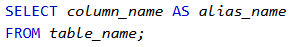 SELECT column_name AS alias_name
FROM table_name;